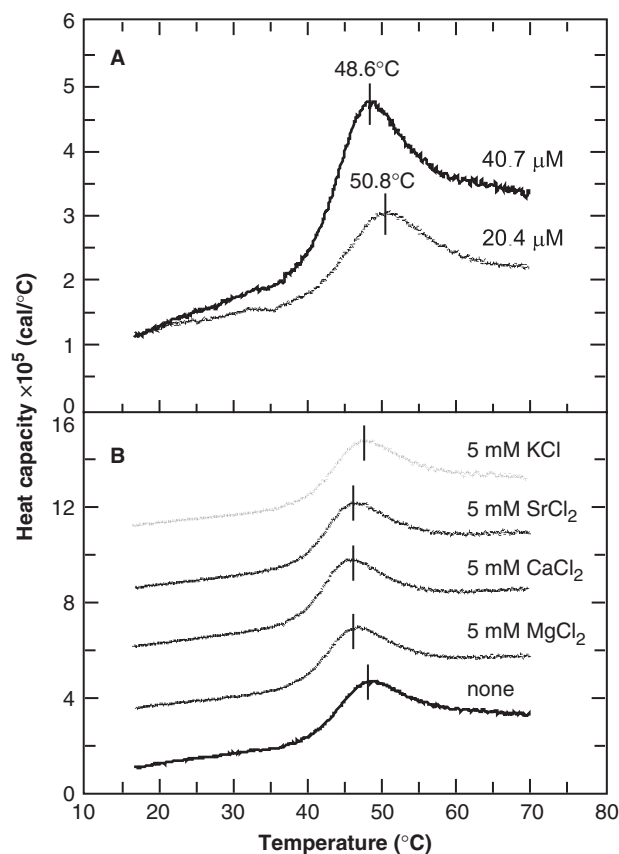 6
A
48.6°C
5
40.7 μM
4
50.8°C
3
20.4 μM
2
1
0
Heat capacity ×10⁵ (cal/°C)
16
B
5 mM KCl
12
5 mM SrCl₂
8
5 mM CaCl₂
5 mM MgCl₂
4
none
0
10 20 30 40 50 60 70 80
Temperature (°C)